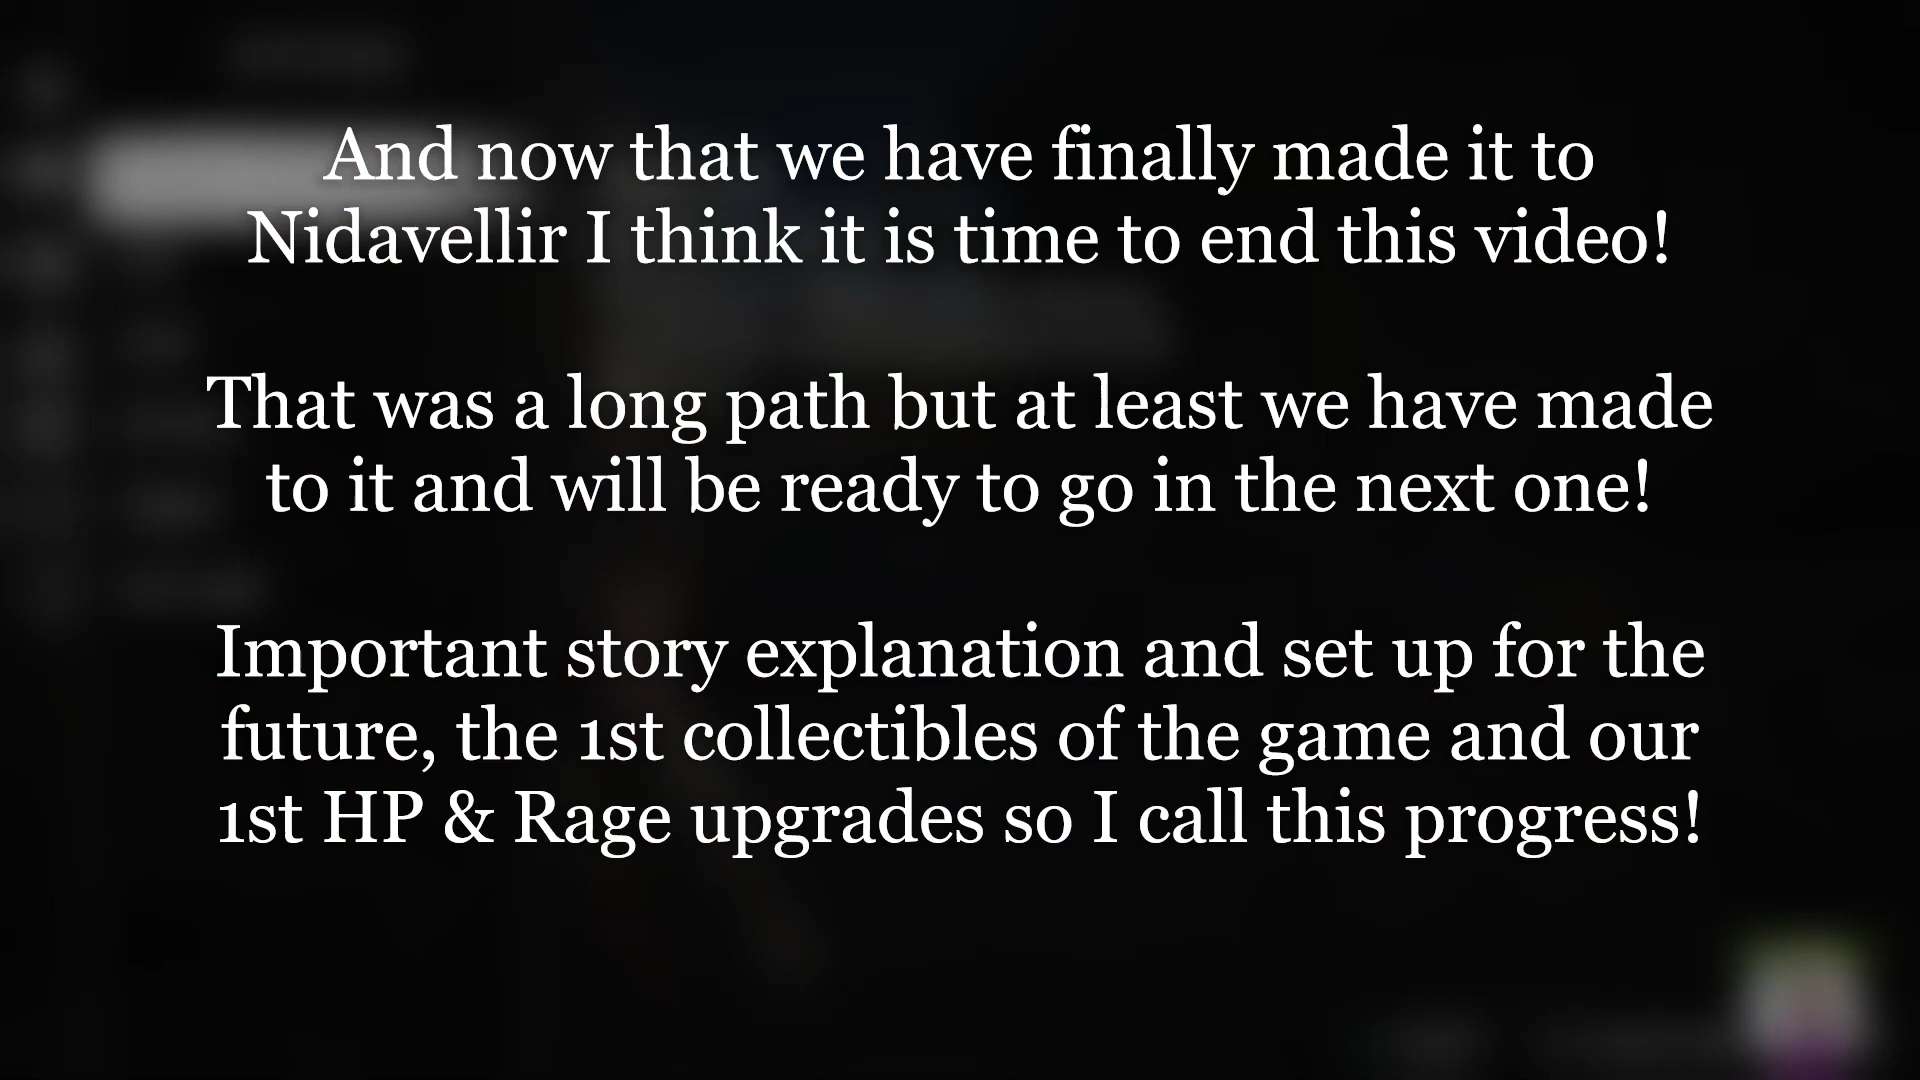 And now that we have finally made it to
Nidavellir I think it is time to end this video!
That was a long path but at least we have made
to it and will be ready to go in the next one!
Important story explanation and set up for the
future, the 1st collectibles of the game and our
1st HP & Rage upgrades so I call this progress!